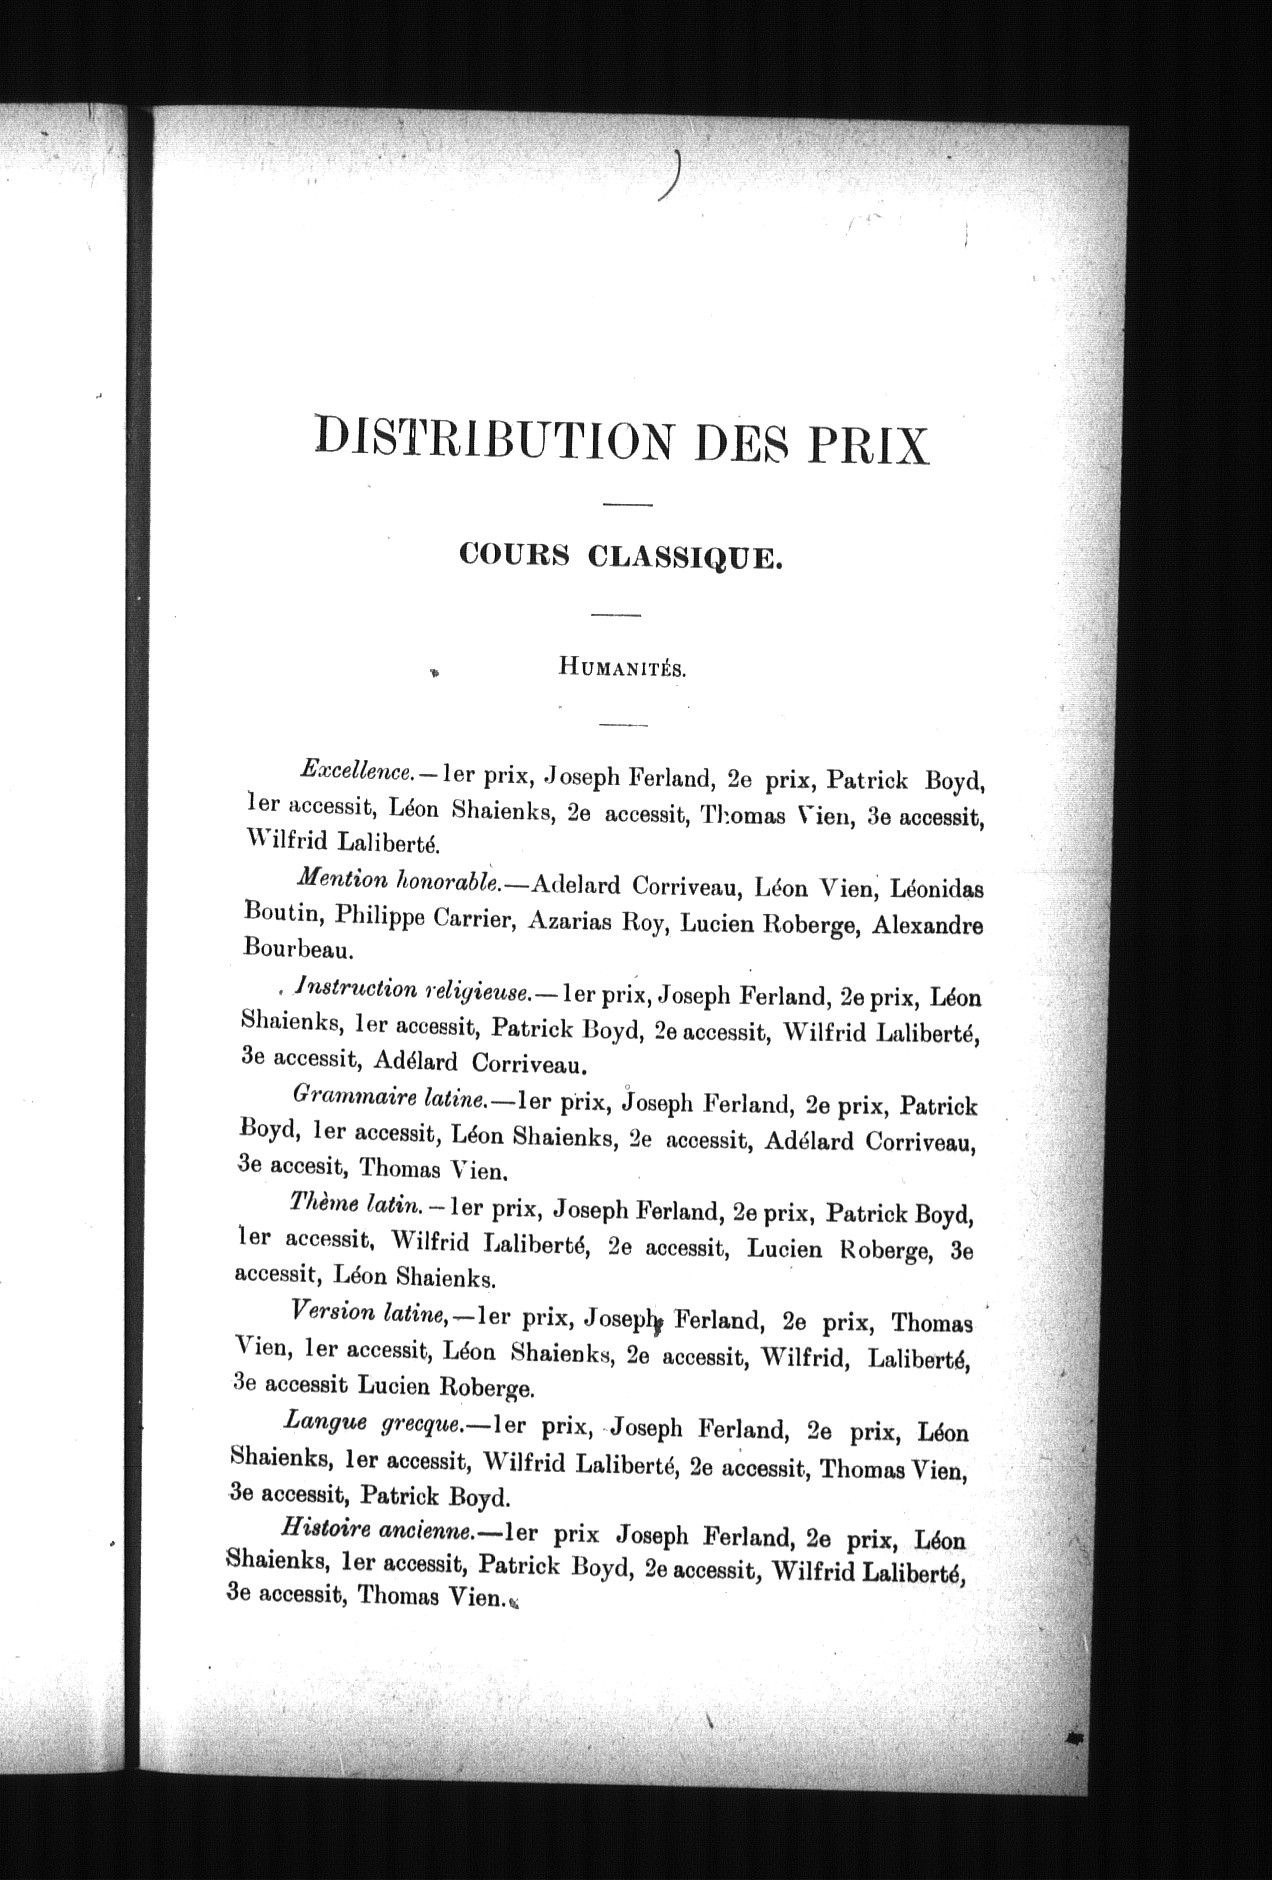 DISTRIBUTION DES PRIX
COURS CLASSIQUE.
HUMANITÉS.
Excellence.—1er prix, Joseph Ferland, 2e prix, Patrick Boyd,
1er accessit, Léon Shaienks, 2e accessit, Thomas Vien, 3e accessit,
Wilfrid Laliberté.
Mention honorable.—Adelard Corriveau, Léon Vien, Léonidas
Boutin, Philippe Carrier, Azarias Roy, Lucien Roberge, Alexandre
Bourbeau.
Instruction religieuse.—1er prix, Joseph Ferland, 2e prix, Léon
Shaienks, 1er accessit, Patrick Boyd, 2e accessit, Wilfrid Laliberté,
3e accessit, Adélard Corriveau.
Grammaire latine.—1er prix, Joseph Ferland, 2e prix, Patrick
Boyd, 1er accessit, Léon Shaienks, 2e accessit, Adélard Corriveau,
3e accesit, Thomas Vien.
Thème latin.—1er prix, Joseph Ferland, 2e prix, Patrick Boyd,
1er accessit, Wilfrid Laliberté, 2e accessit, Lucien Roberge, 3e
accessit, Léon Shaienks.
Version latine,—1er prix, Joseph Ferland, 2e prix, Thomas
Vien, 1er accessit, Léon Shaienks, 2e accessit, Wilfrid, Laliberté,
3e accessit Lucien Roberge.
Langue grecque.—1er prix, Joseph Ferland, 2e prix, Léon
Shaienks, 1er accessit, Wilfrid Laliberté, 2e accessit, Thomas Vien,
3e accessit, Patrick Boyd.
Histoire ancienne.—1er prix Joseph Ferland, 2e prix, Léon
Shaienks, 1er accessit, Patrick Boyd, 2e accessit, Wilfrid Laliberté,
3e accessit, Thomas Vien.